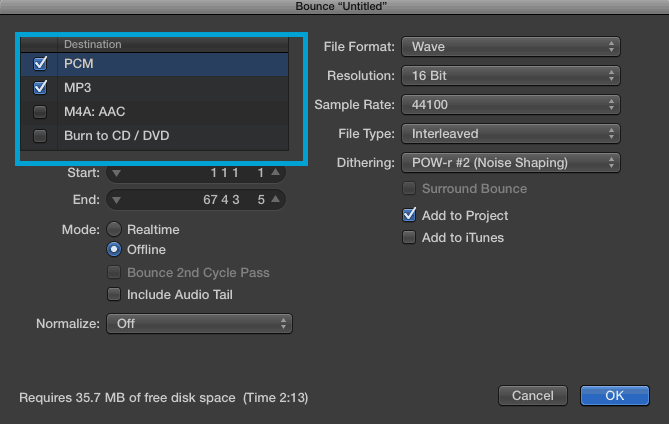 Bounce “Untitled”
Destination
PCM
MP3
M4A: AAC
Burn to CD / DVD
Start: 1 1 1 1
End: 67 4 3 5
Mode: Realtime
Offline
Bounce 2nd Cycle Pass
Include Audio Tail
Normalize: Off
File Format: Wave
Resolution: 16 Bit
Sample Rate: 44100
File Type: Interleaved
Dithering: POW-r #2 (Noise Shaping)
Surround Bounce
Add to Project
Add to iTunes
Requires 35.7 MB of free disk space (Time 2:13)
Cancel
OK